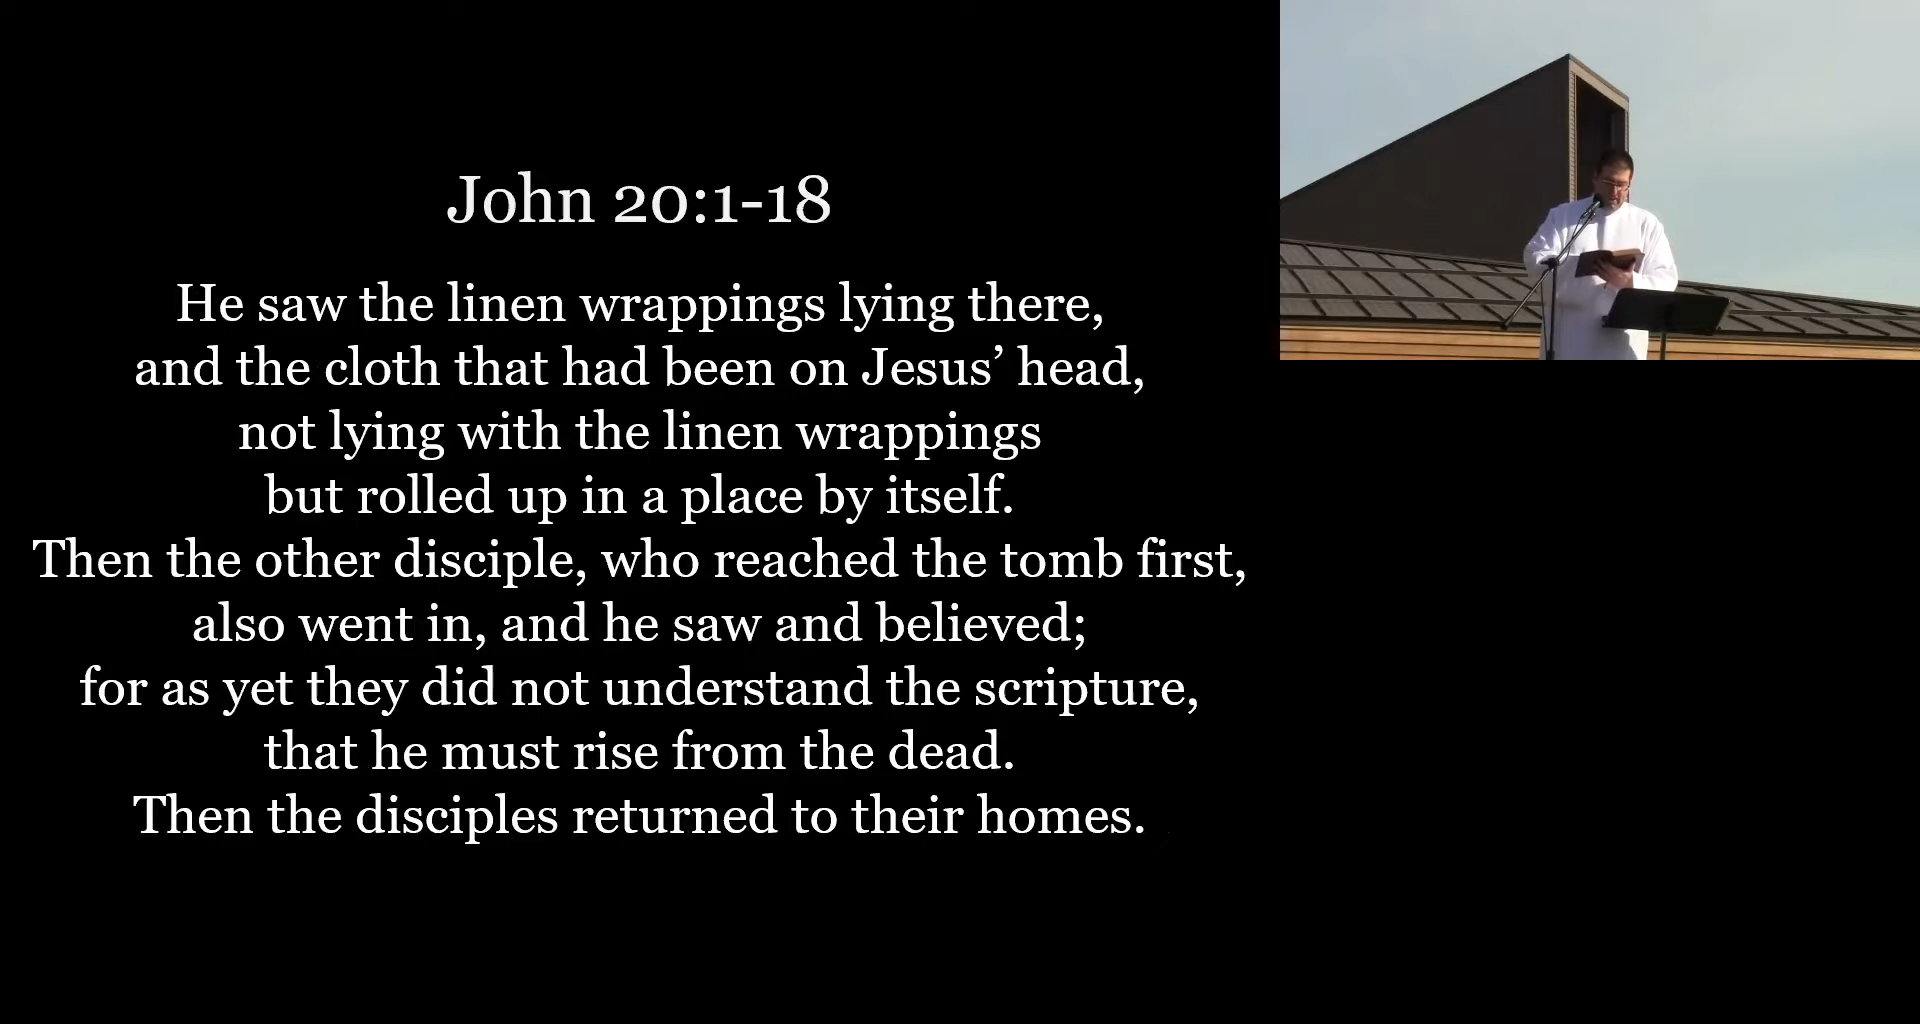 John 20:1-18
He saw the linen wrappings lying there,
and the cloth that had been on Jesus’ head,
not lying with the linen wrappings
but rolled up in a place by itself.
Then the other disciple, who reached the tomb first,
also went in, and he saw and believed;
for as yet they did not understand the scripture,
that he must rise from the dead.
Then the disciples returned to their homes.